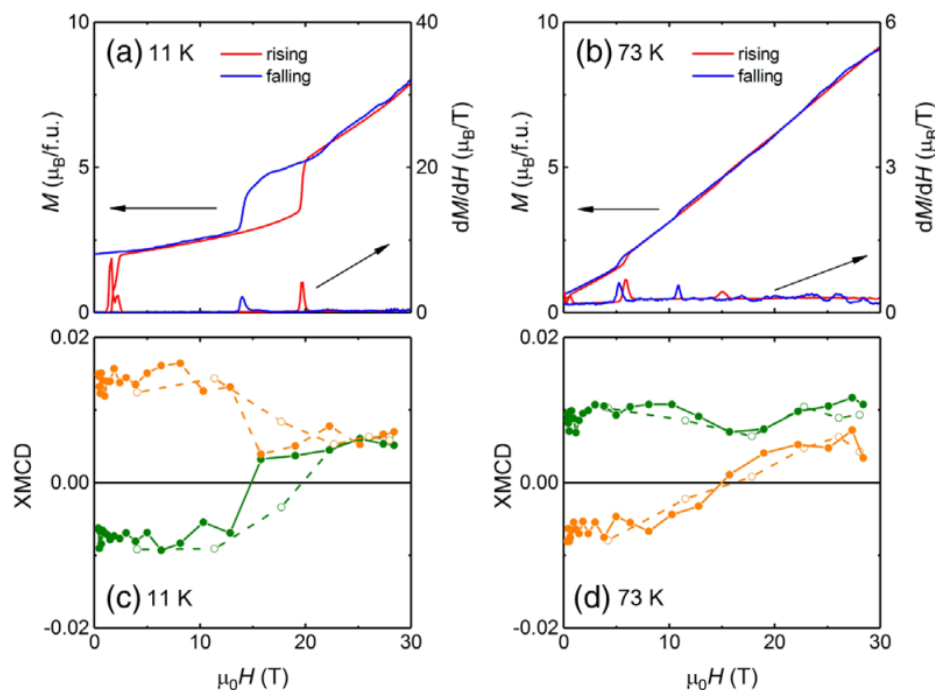 10
5
0
M (μB/f.u.)
(a) 11 K
rising
falling
40
20
0
dM/dH (μB/T)
10
5
0
M (μB/f.u.)
(b) 73 K
rising
falling
6
3
0
dM/dH (μB/T)
0.02
0.00
-0.02
XMCD
(c) 11 K
0 10 20 30
μ0H (T)
0.02
0.00
-0.02
XMCD
(d) 73 K
0 10 20 30
μ0H (T)